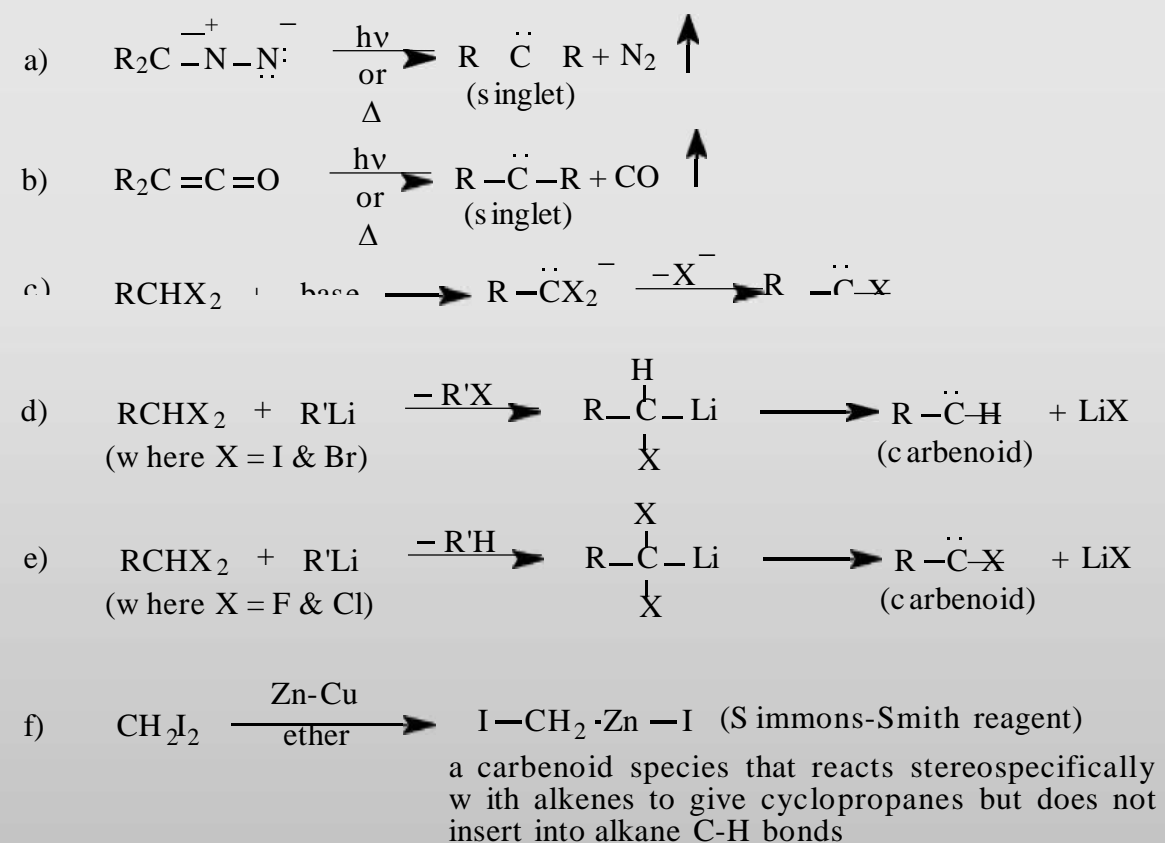 a) R₂C — N⁺ — N:⁻ hν or Δ R C̈ R + N₂ (singlet)
b) R₂C = C = O hν or Δ R — C̈ — R + CO (singlet)
c) RCHX₂ + base R — C̈X₂⁻ – X⁻ R — C̈ — X
d) RCHX₂ + R'Li – R'X R — C — Li H X R — C̈ — H + LiX
(where X = I & Br) (carbenoid)
e) RCHX₂ + R'Li – R'H R — C — Li X X R — C̈ — X + LiX
(where X = F & Cl) (carbenoid)
f) CH₂I₂ Zn-Cu ether I — CH₂ - Zn — I (Simmons-Smith reagent)
a carbenoid species that reacts stereospecifically
with alkenes to give cyclopropanes but does not
insert into alkane C-H bonds